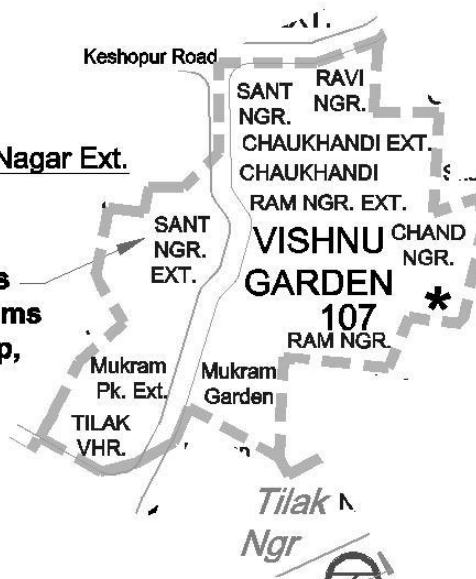 Keshopur Road
SANT
NGR.
RAVI
NGR.
CHAUKHANDI EXT.
Nagar Ext.
CHAUKHANDI
RAM NGR. EXT.
SANT
NGR.
EXT.
VISHNU
GARDEN
107
CHAND
NGR.
*
RAM NGR.
Mukram
Pk. Ext.
Mukram
Garden
TILAK
VHR.
Tilak
Ngr